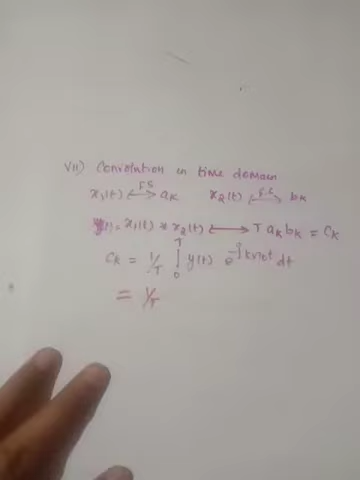 VII) Convolution in time domain
x₁(t) ←F.S→ aₖ x₂(t) ←F.S→ bₖ
y(t) = x₁(t) * x₂(t) ←→ T aₖ bₖ = Cₖ
Cₖ = 1/T ∫₀ᵀ y(t) e^(-jkω₀t) dt
= 1/T